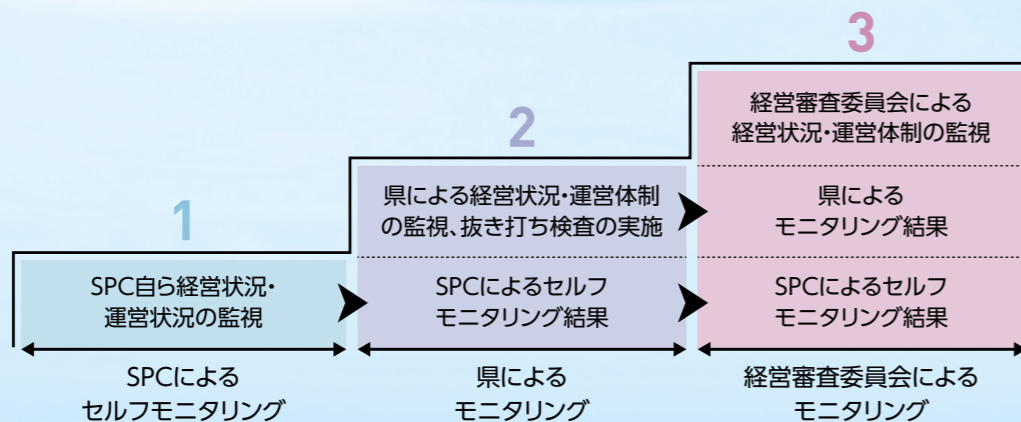 1
SPC自ら経営状況・
運営状況の監視
SPCによる
セルフモニタリング
2
県による経営状況・運営体制
の監視、抜き打ち検査の実施
SPCによるセルフ
モニタリング結果
県による
モニタリング
3
経営審査委員会による
経営状況・運営体制の監視
県による
モニタリング結果
SPCによるセルフ
モニタリング結果
経営審査委員会による
モニタリング